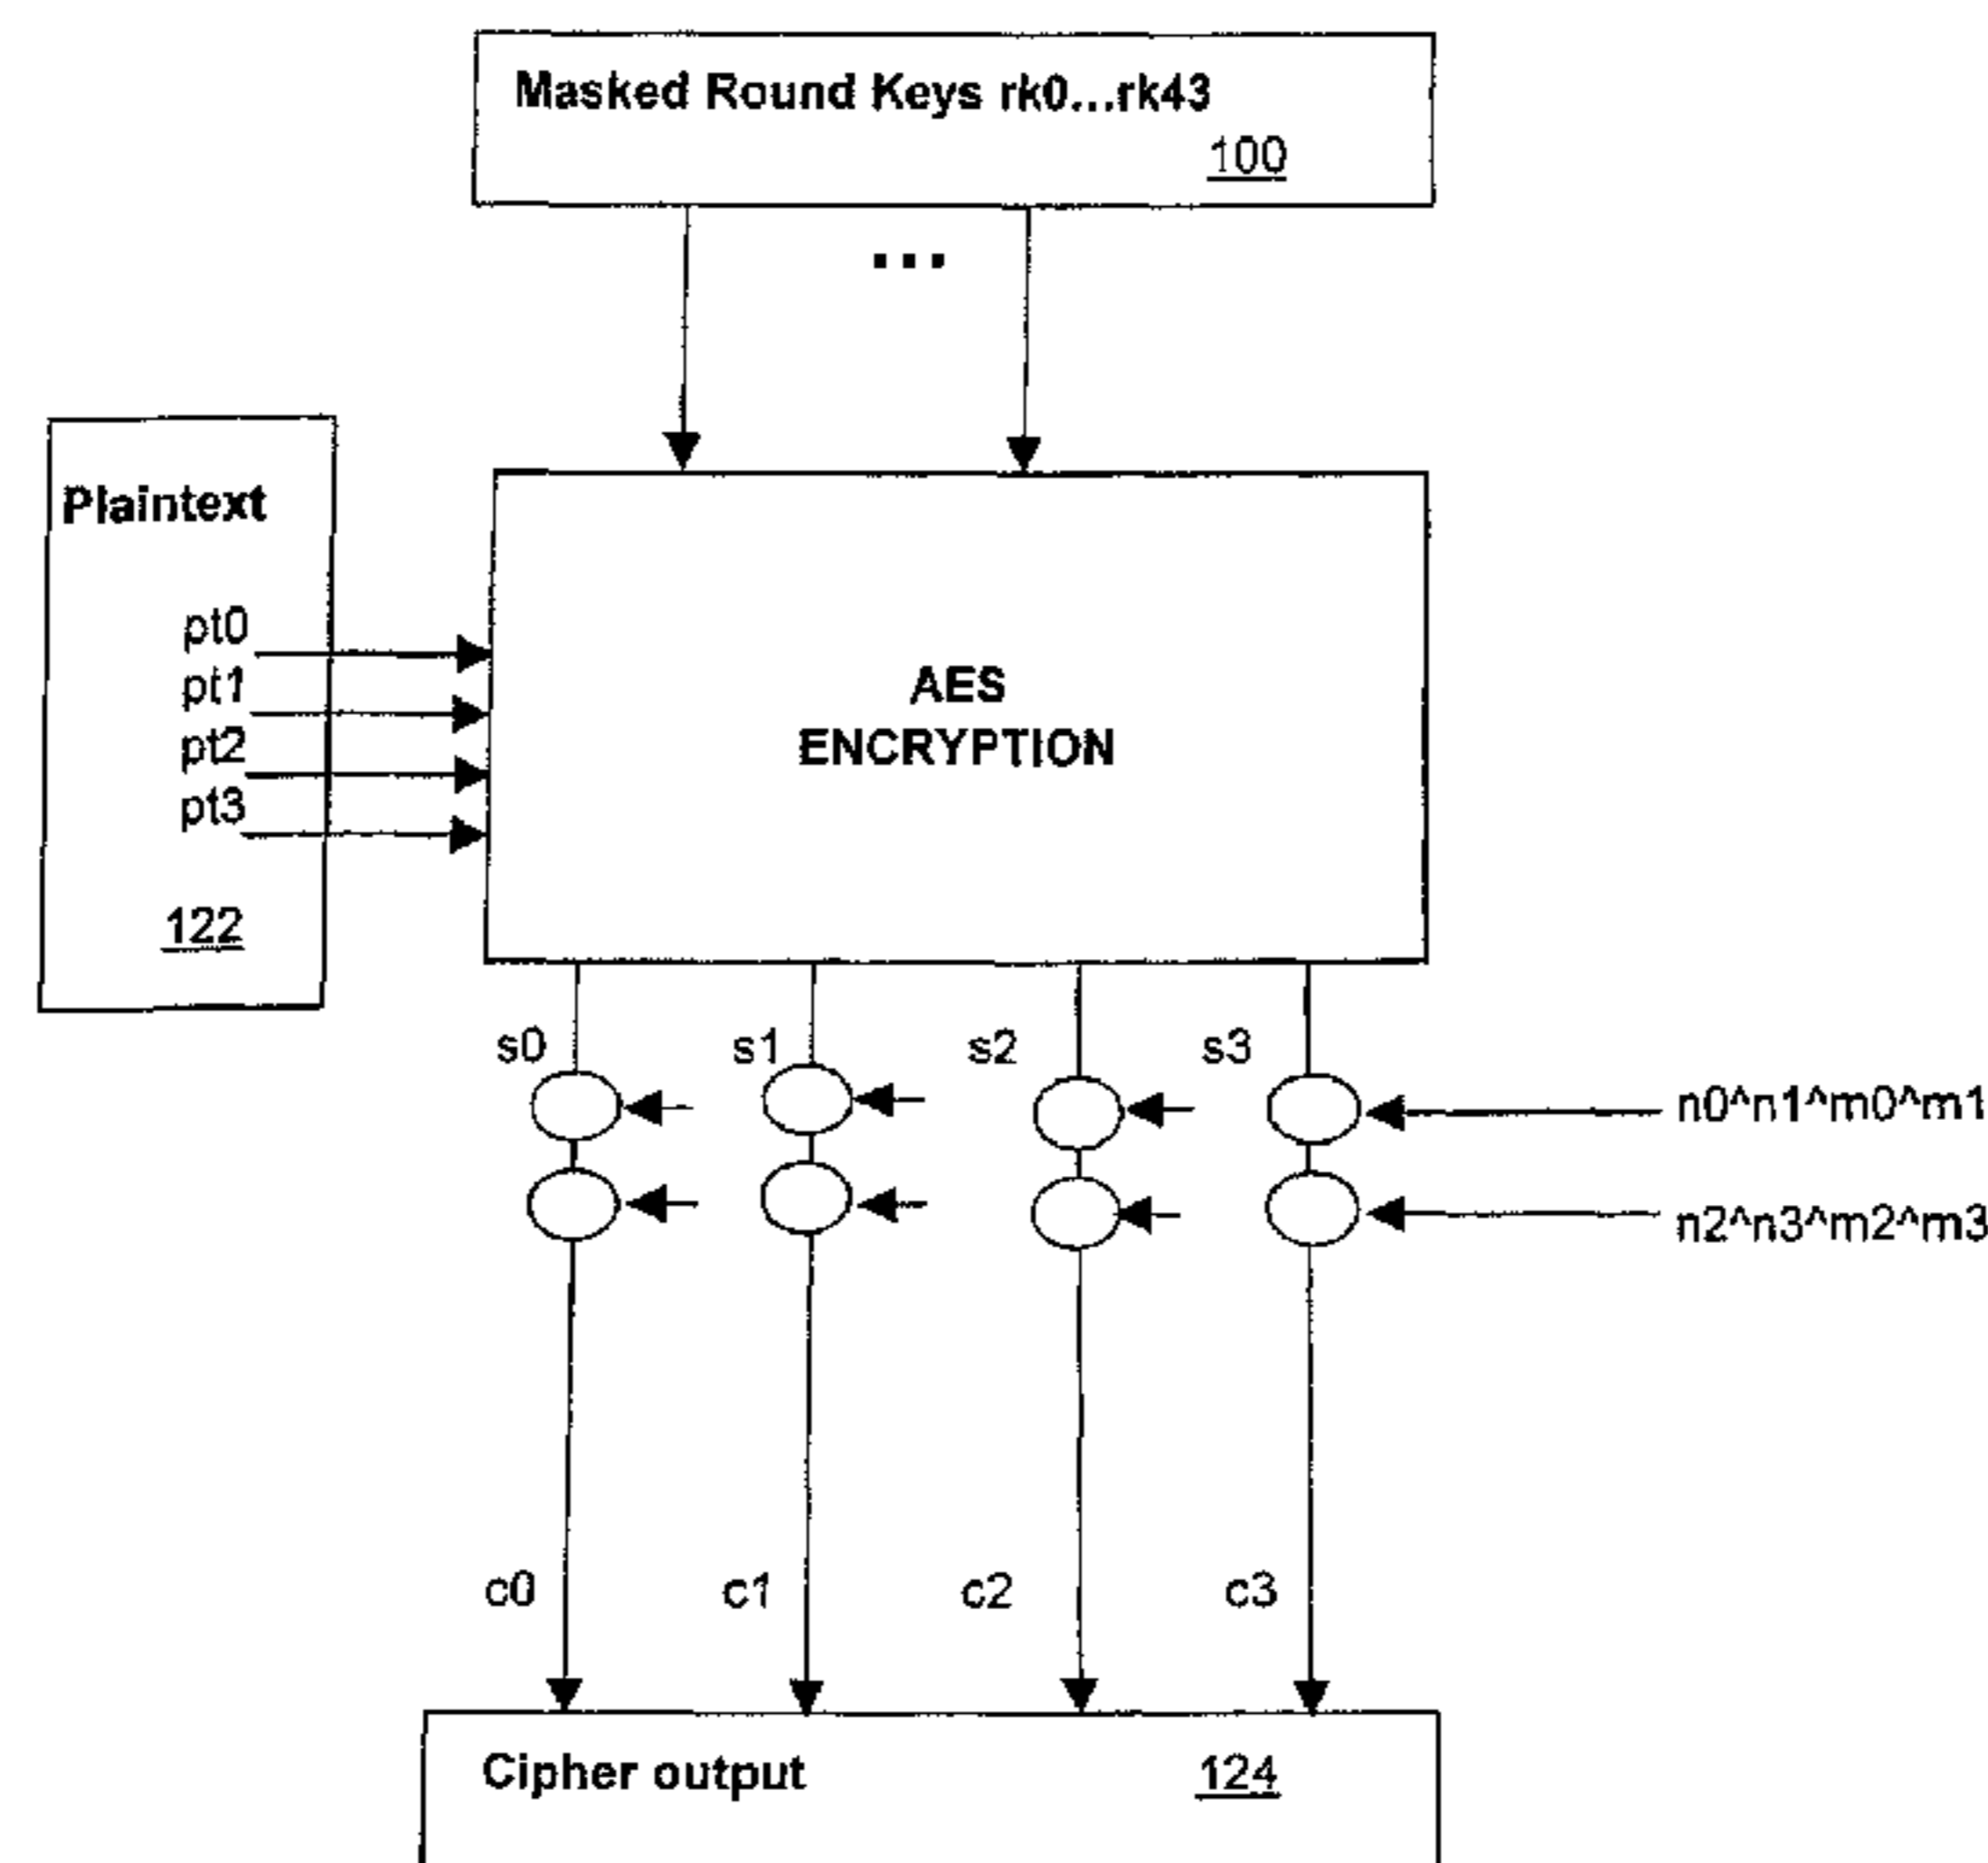 Masked Round Keys rk0...rk43
100
...
Plaintext
pt0
pt1
pt2
pt3
122
AES
ENCRYPTION
s0 s1 s2 s3
n0^n1^m0^m1
n2^n3^m2^m3
c0 c1 c2 c3
Cipher output 124